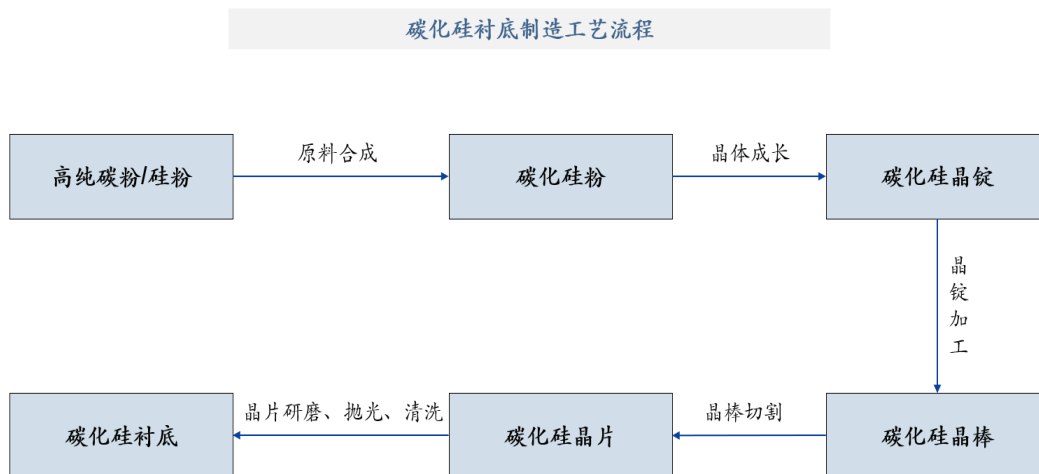 碳化硅衬底制造工艺流程
高纯碳粉/硅粉
原料合成
碳化硅粉
晶体成长
碳化硅晶锭
晶锭加工
碳化硅晶棒
晶棒切割
碳化硅晶片
晶片研磨、抛光、清洗
碳化硅衬底